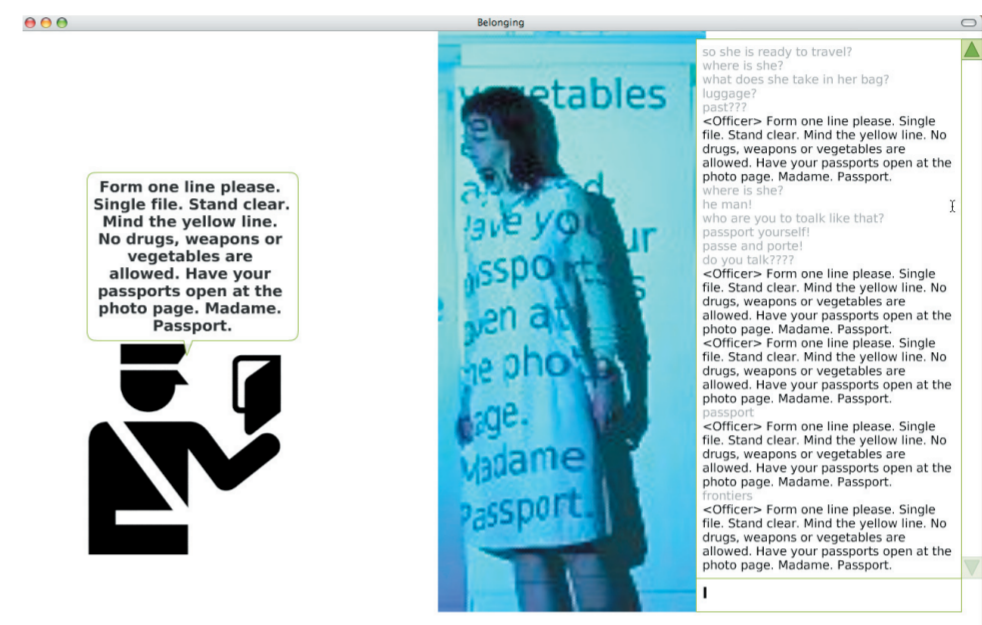 Belonging
Form one line please.
Single file. Stand clear.
Mind the yellow line.
No drugs, weapons or
vegetables are
allowed. Have your
passports open at the
photo page. Madame.
Passport.
vegetables
are
Have your
passports
open at
the photo
page.
Madame
Passport.
so she is ready to travel?
where is she?
what does she take in her bag?
luggage?
past???
<Officer> Form one line please. Single
file. Stand clear. Mind the yellow line. No
drugs, weapons or vegetables are
allowed. Have your passports open at the
photo page. Madame. Passport.
where is she?
he man!
who are you to toalk like that?
passport yourself!
passe and porte!
do you talk????
<Officer> Form one line please. Single
file. Stand clear. Mind the yellow line. No
drugs, weapons or vegetables are
allowed. Have your passports open at the
photo page. Madame. Passport.
<Officer> Form one line please. Single
file. Stand clear. Mind the yellow line. No
drugs, weapons or vegetables are
allowed. Have your passports open at the
photo page. Madame. Passport.
passport
<Officer> Form one line please. Single
file. Stand clear. Mind the yellow line. No
drugs, weapons or vegetables are
allowed. Have your passports open at the
photo page. Madame. Passport.
frontiers
<Officer> Form one line please. Single
file. Stand clear. Mind the yellow line. No
drugs, weapons or vegetables are
allowed. Have your passports open at the
photo page. Madame. Passport.